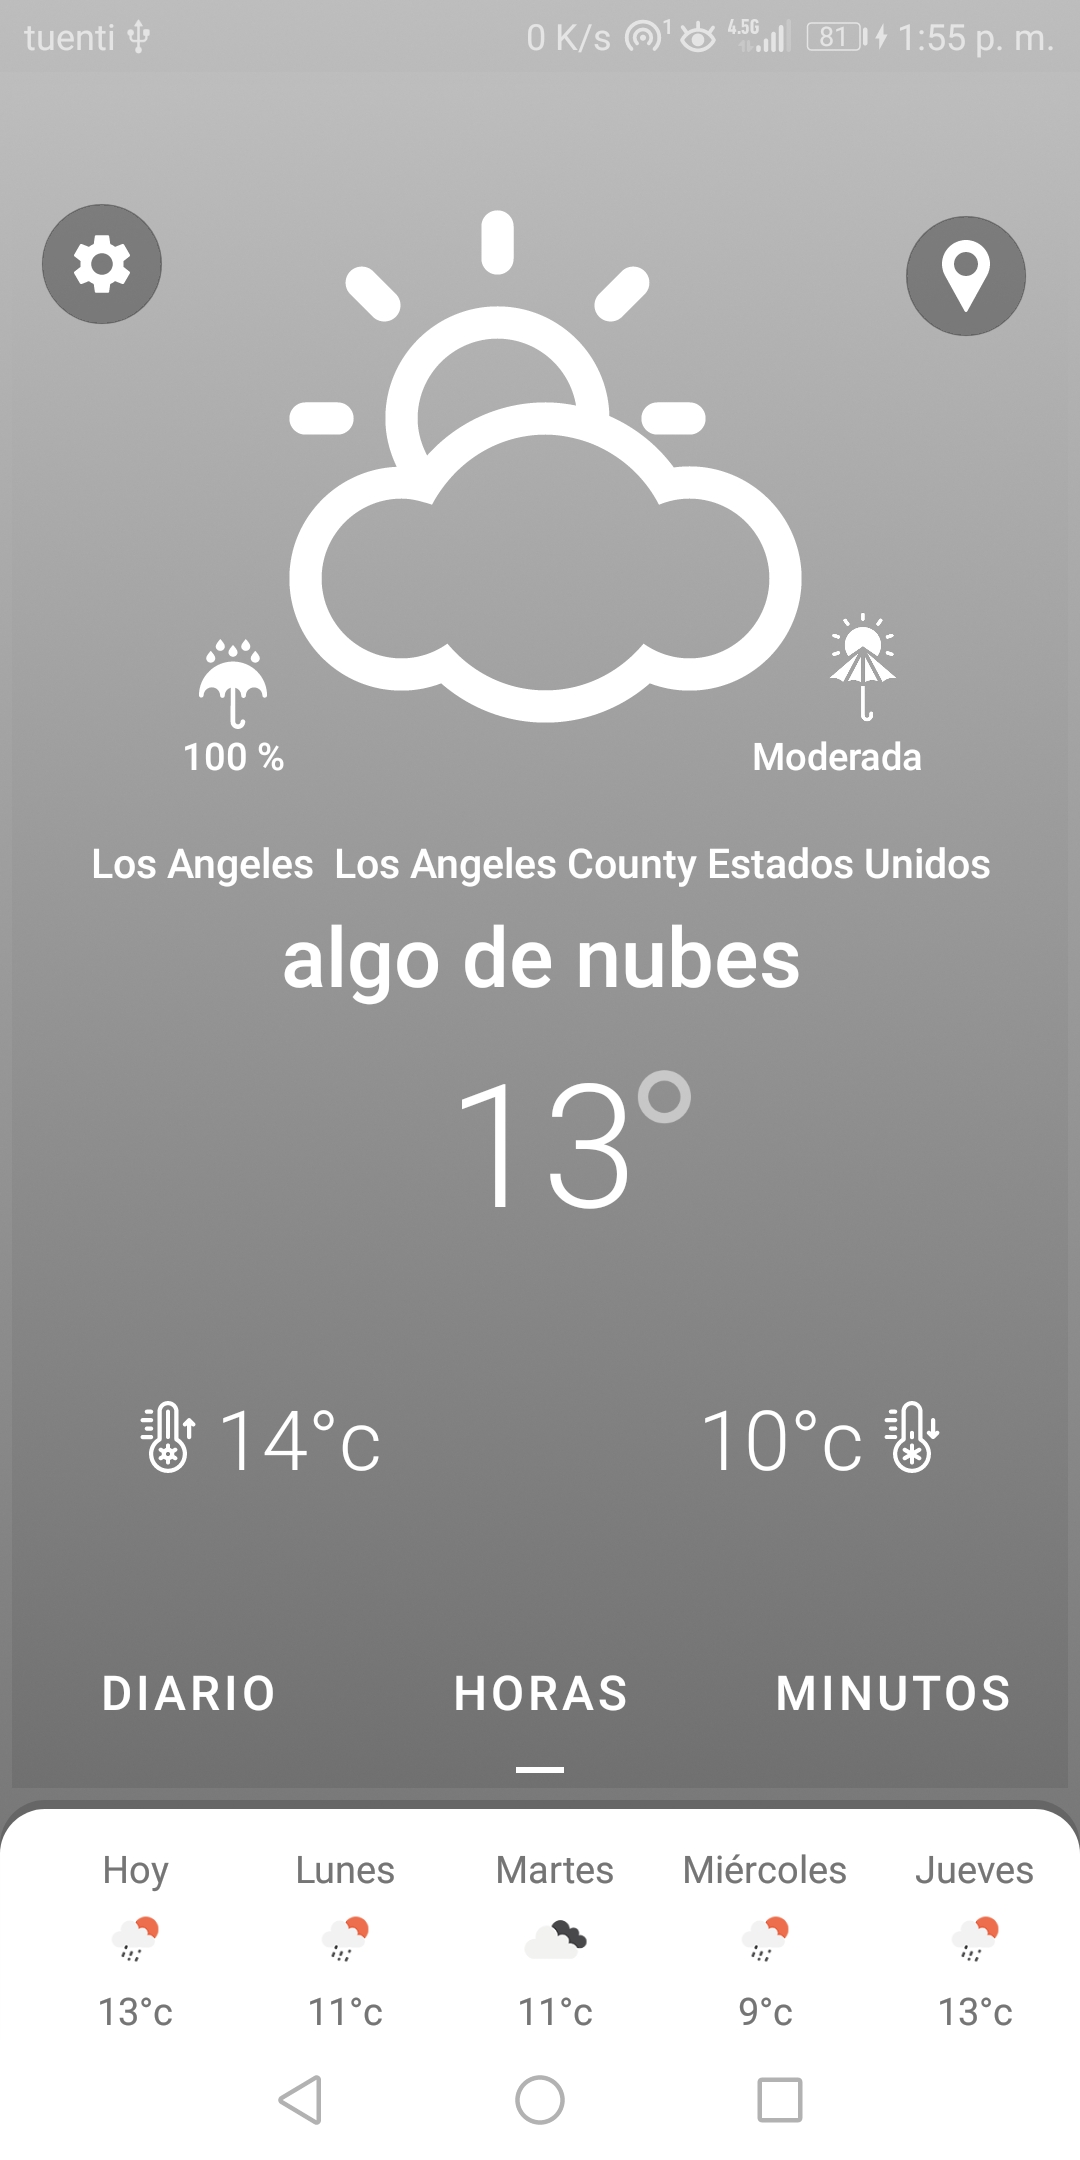 tuenti 0 K/s 1 4.5G 81 1:55 p. m.
100 % Moderada
Los Angeles Los Angeles County Estados Unidos
algo de nubes
13°
14°c 10°c
DIARIO HORAS MINUTOS
Hoy Lunes Martes Miércoles Jueves
13°c 11°c 11°c 9°c 13°c